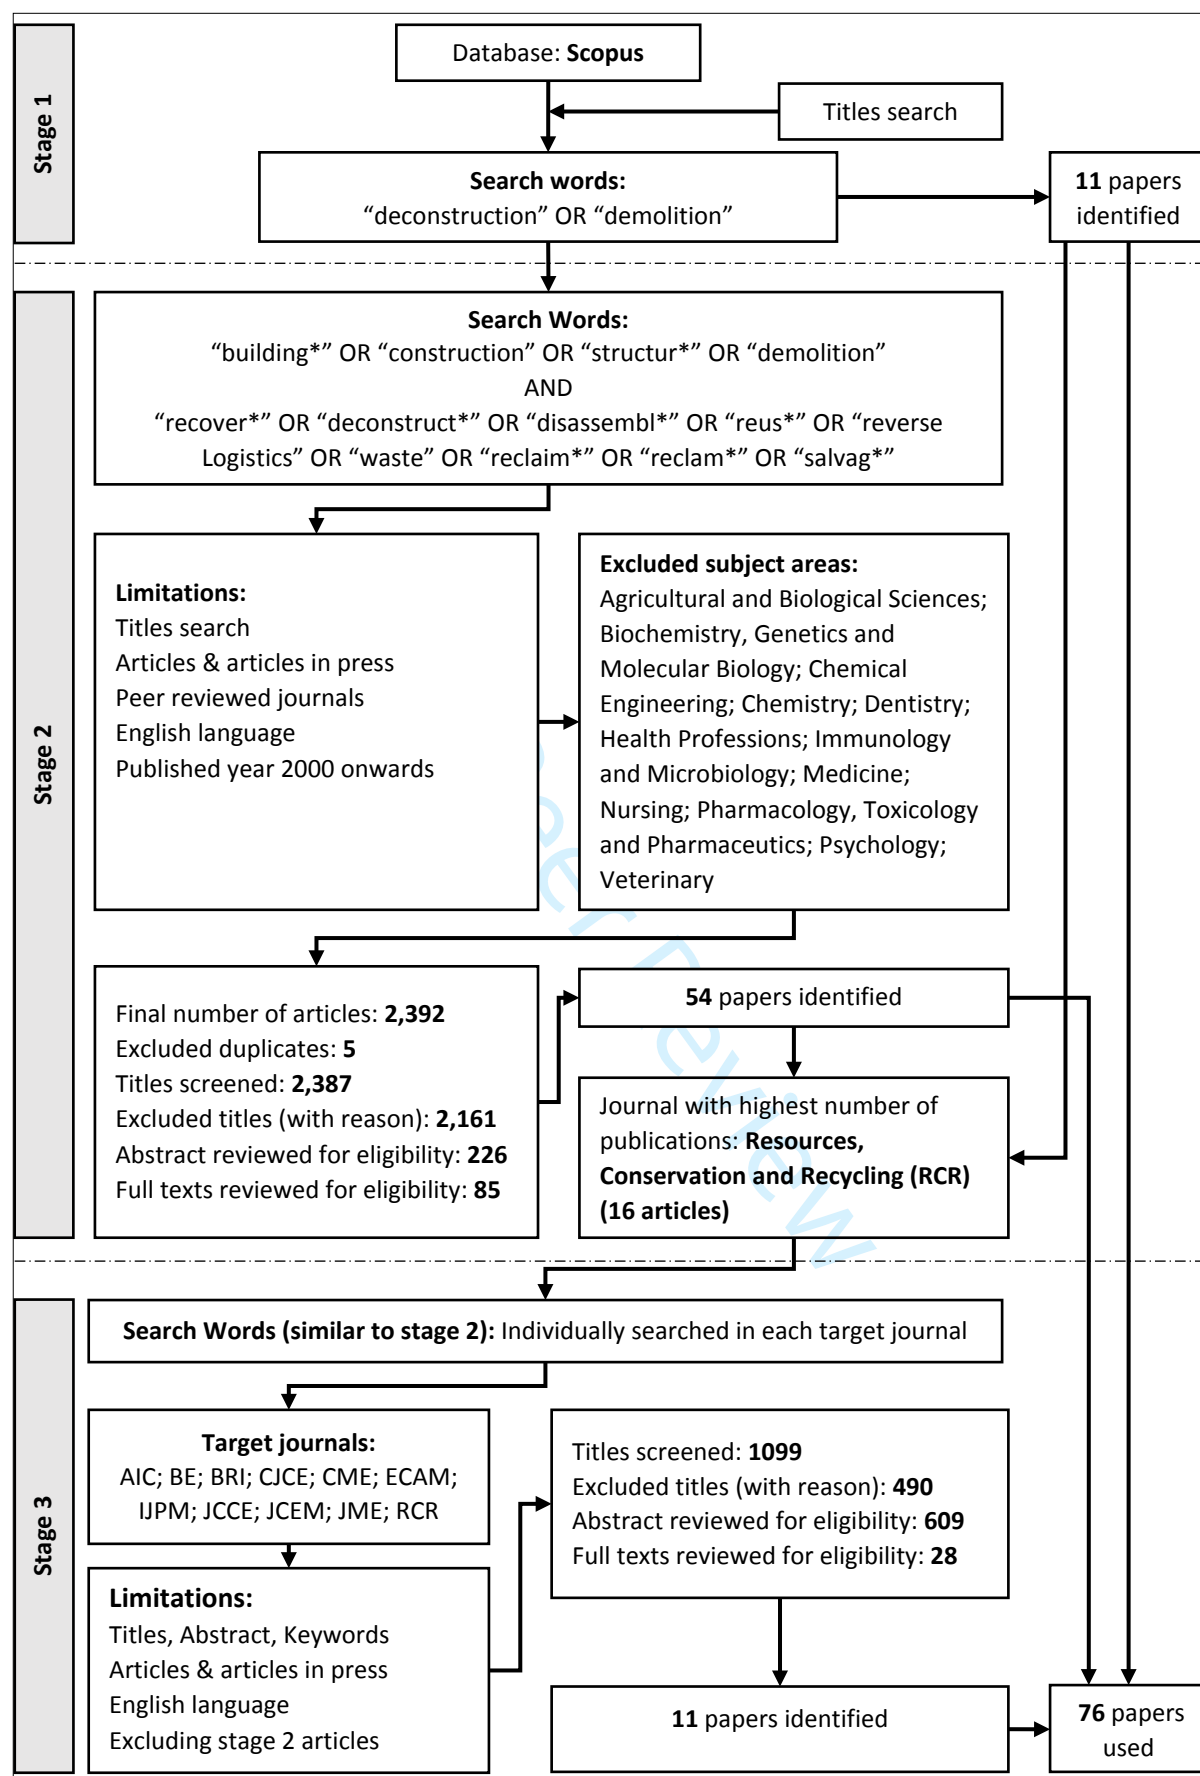 Stage 1
Database: Scopus
Titles search
Search words:
“deconstruction” OR “demolition”
11 papers
identified
Stage 2
Search Words:
“building*” OR “construction” OR “structur*” OR “demolition”
AND
“recover*” OR “deconstruct*” OR “disassembl*” OR “reus*” OR “reverse
Logistics” OR “waste” OR “reclaim*” OR “reclam*” OR “salvag*”
Limitations:
Titles search
Articles & articles in press
Peer reviewed journals
English language
Published year 2000 onwards
Excluded subject areas:
Agricultural and Biological Sciences;
Biochemistry, Genetics and
Molecular Biology; Chemical
Engineering; Chemistry; Dentistry;
Health Professions; Immunology
and Microbiology; Medicine;
Nursing; Pharmacology, Toxicology
and Pharmaceutics; Psychology;
Veterinary
Final number of articles: 2,392
Excluded duplicates: 5
Titles screened: 2,387
Excluded titles (with reason): 2,161
Abstract reviewed for eligibility: 226
Full texts reviewed for eligibility: 85
54 papers identified
Journal with highest number of
publications: Resources,
Conservation and Recycling (RCR)
(16 articles)
Stage 3
Search Words (similar to stage 2): Individually searched in each target journal
Target journals:
AIC; BE; BRI; CJCE; CME; ECAM;
IJPM; JCCE; JCEM; JME; RCR
Limitations:
Titles, Abstract, Keywords
Articles & articles in press
English language
Excluding stage 2 articles
Titles screened: 1099
Excluded titles (with reason): 490
Abstract reviewed for eligibility: 609
Full texts reviewed for eligibility: 28
11 papers identified
76 papers
used
Review